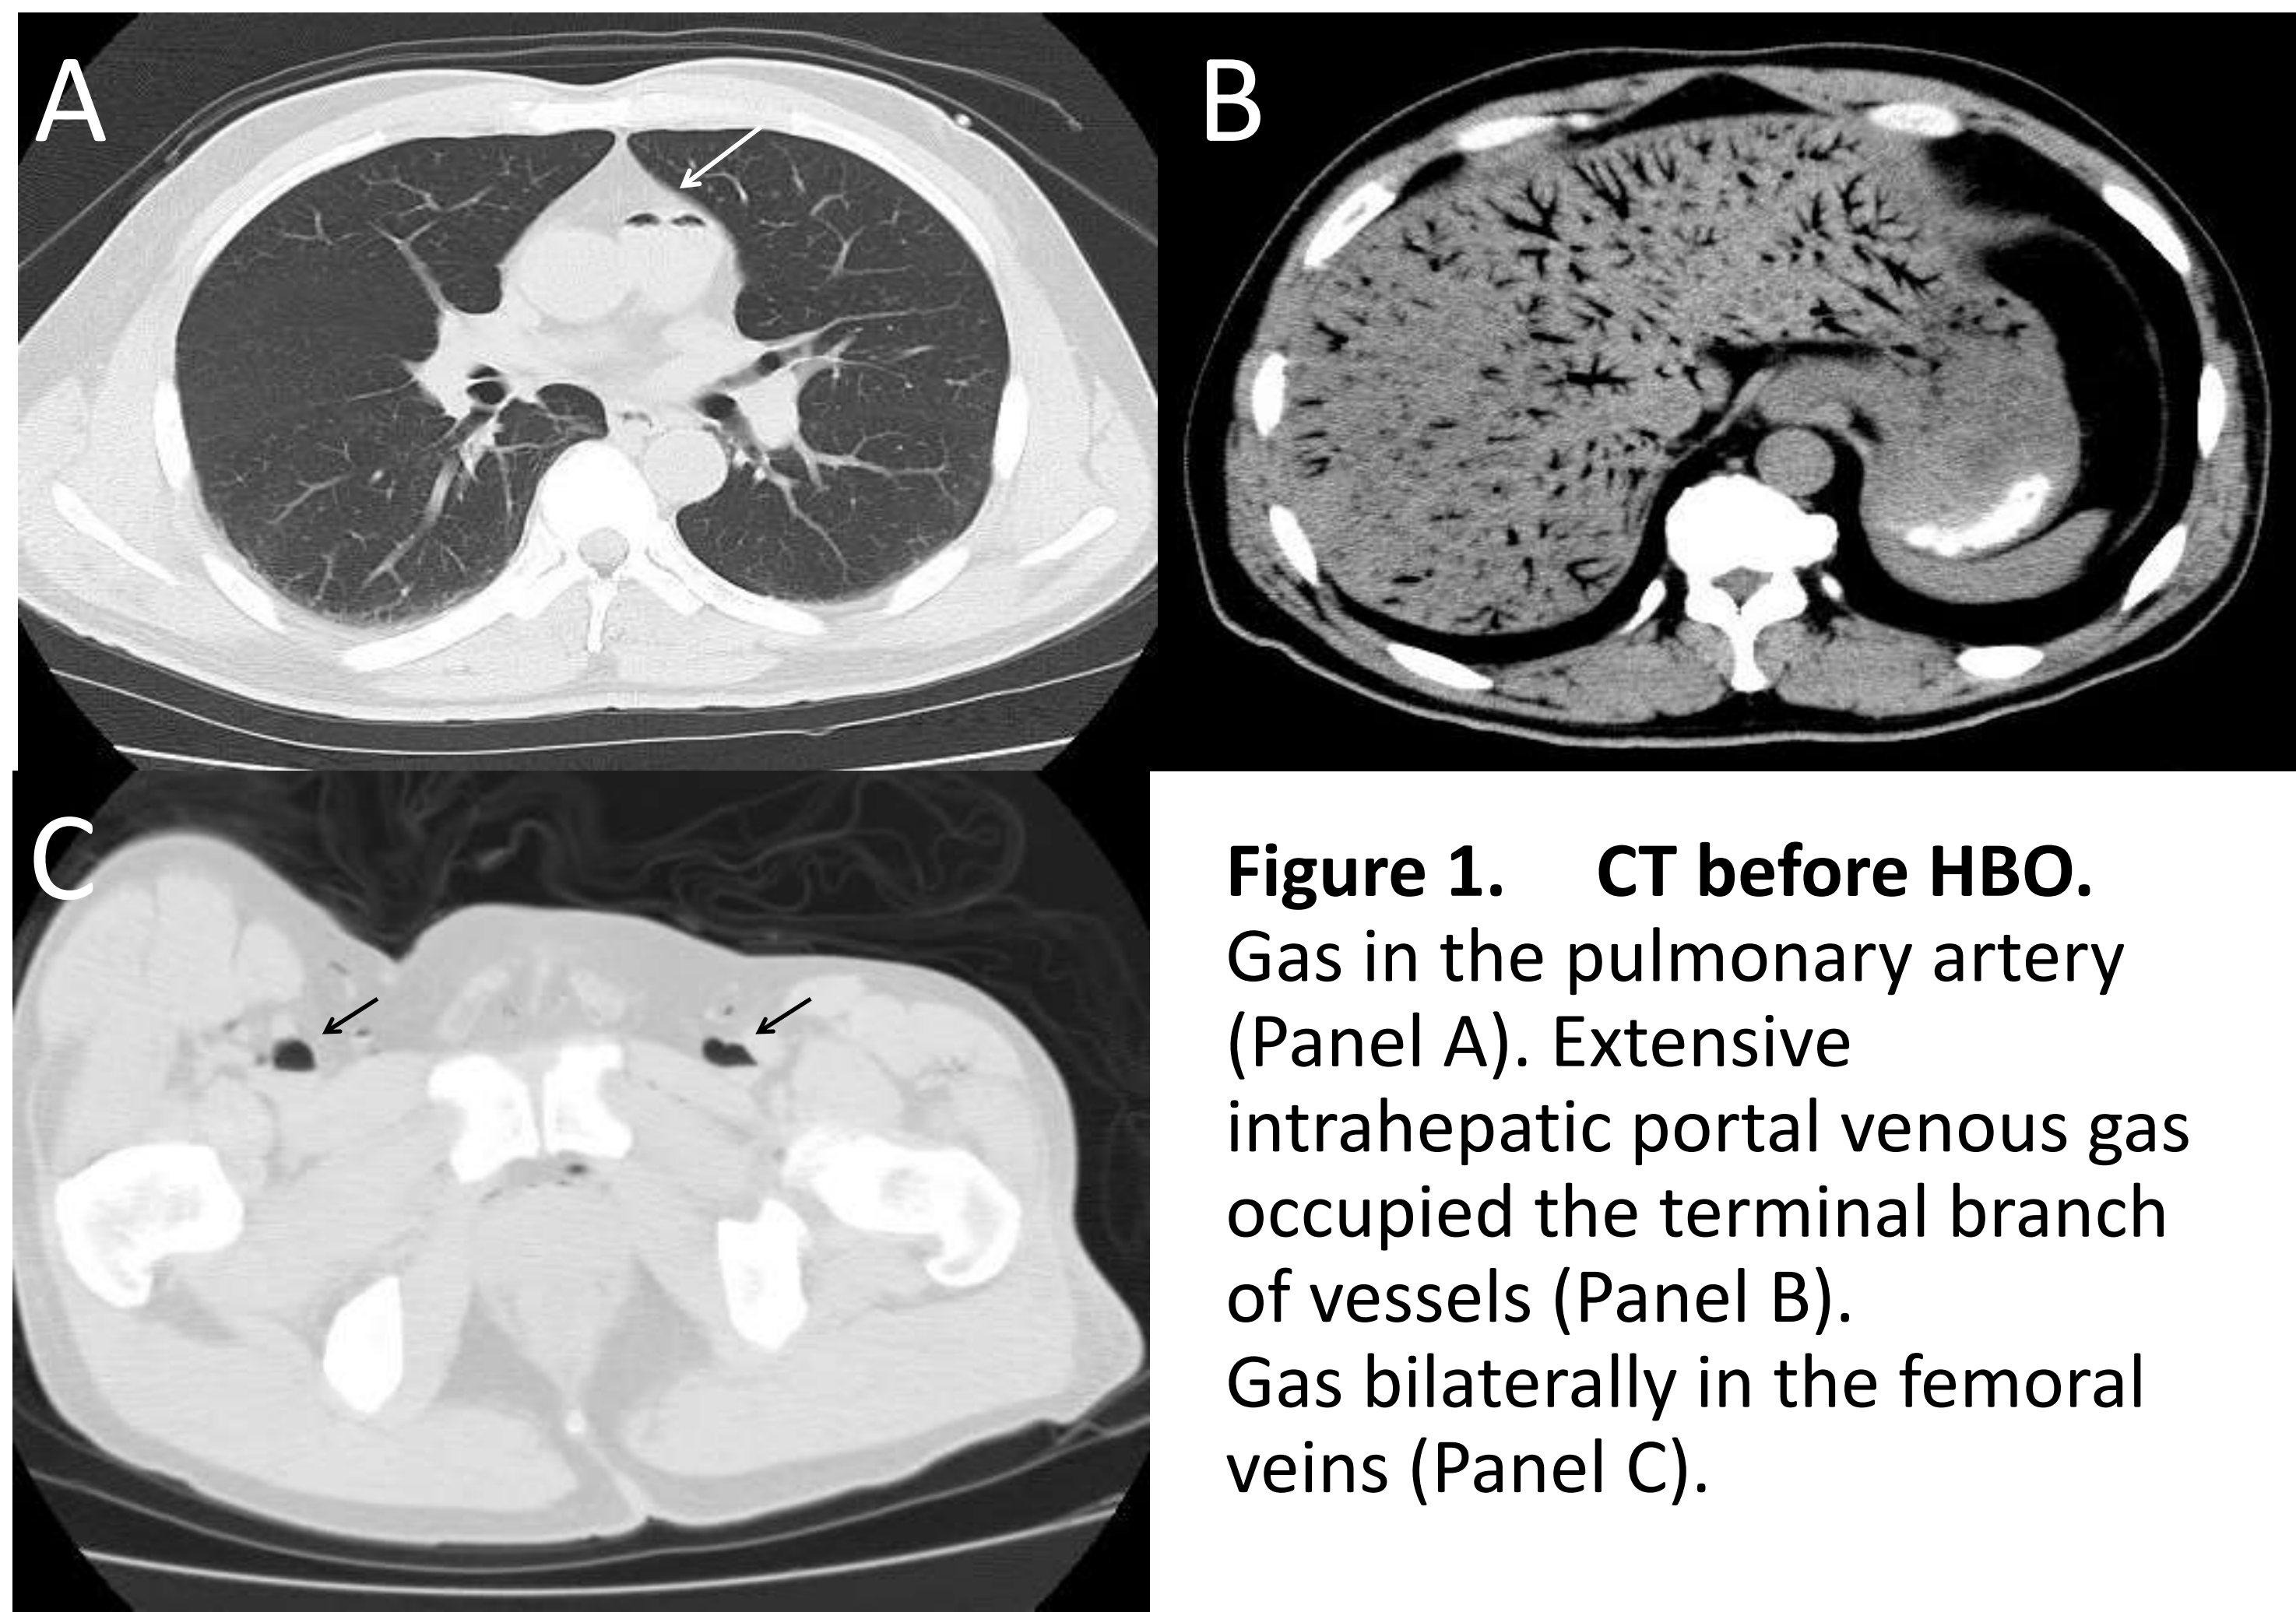 A
B
C
Figure 1. CT before HBO.
Gas in the pulmonary artery
(Panel A). Extensive
intrahepatic portal venous gas
occupied the terminal branch
of vessels (Panel B).
Gas bilaterally in the femoral
veins (Panel C).